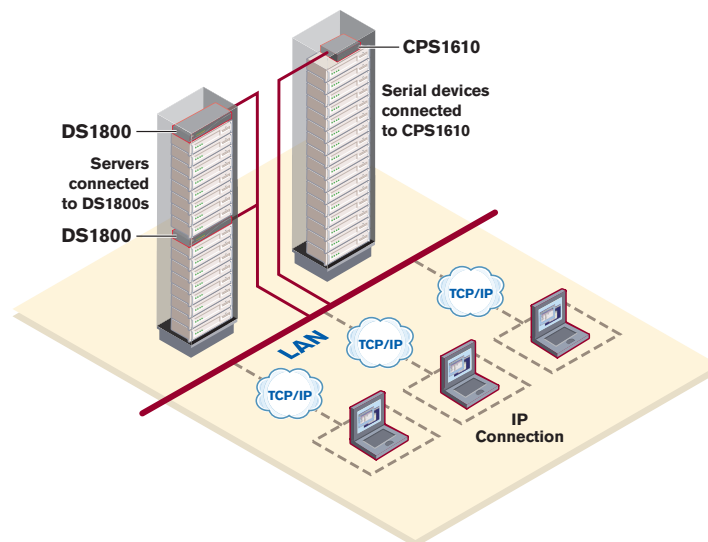 CPS1610
Serial devices
connected
to CPS1610
DS1800
Servers
connected
to DS1800s
DS1800
TCP/IP
TCP/IP
TCP/IP
LAN
IP
Connection